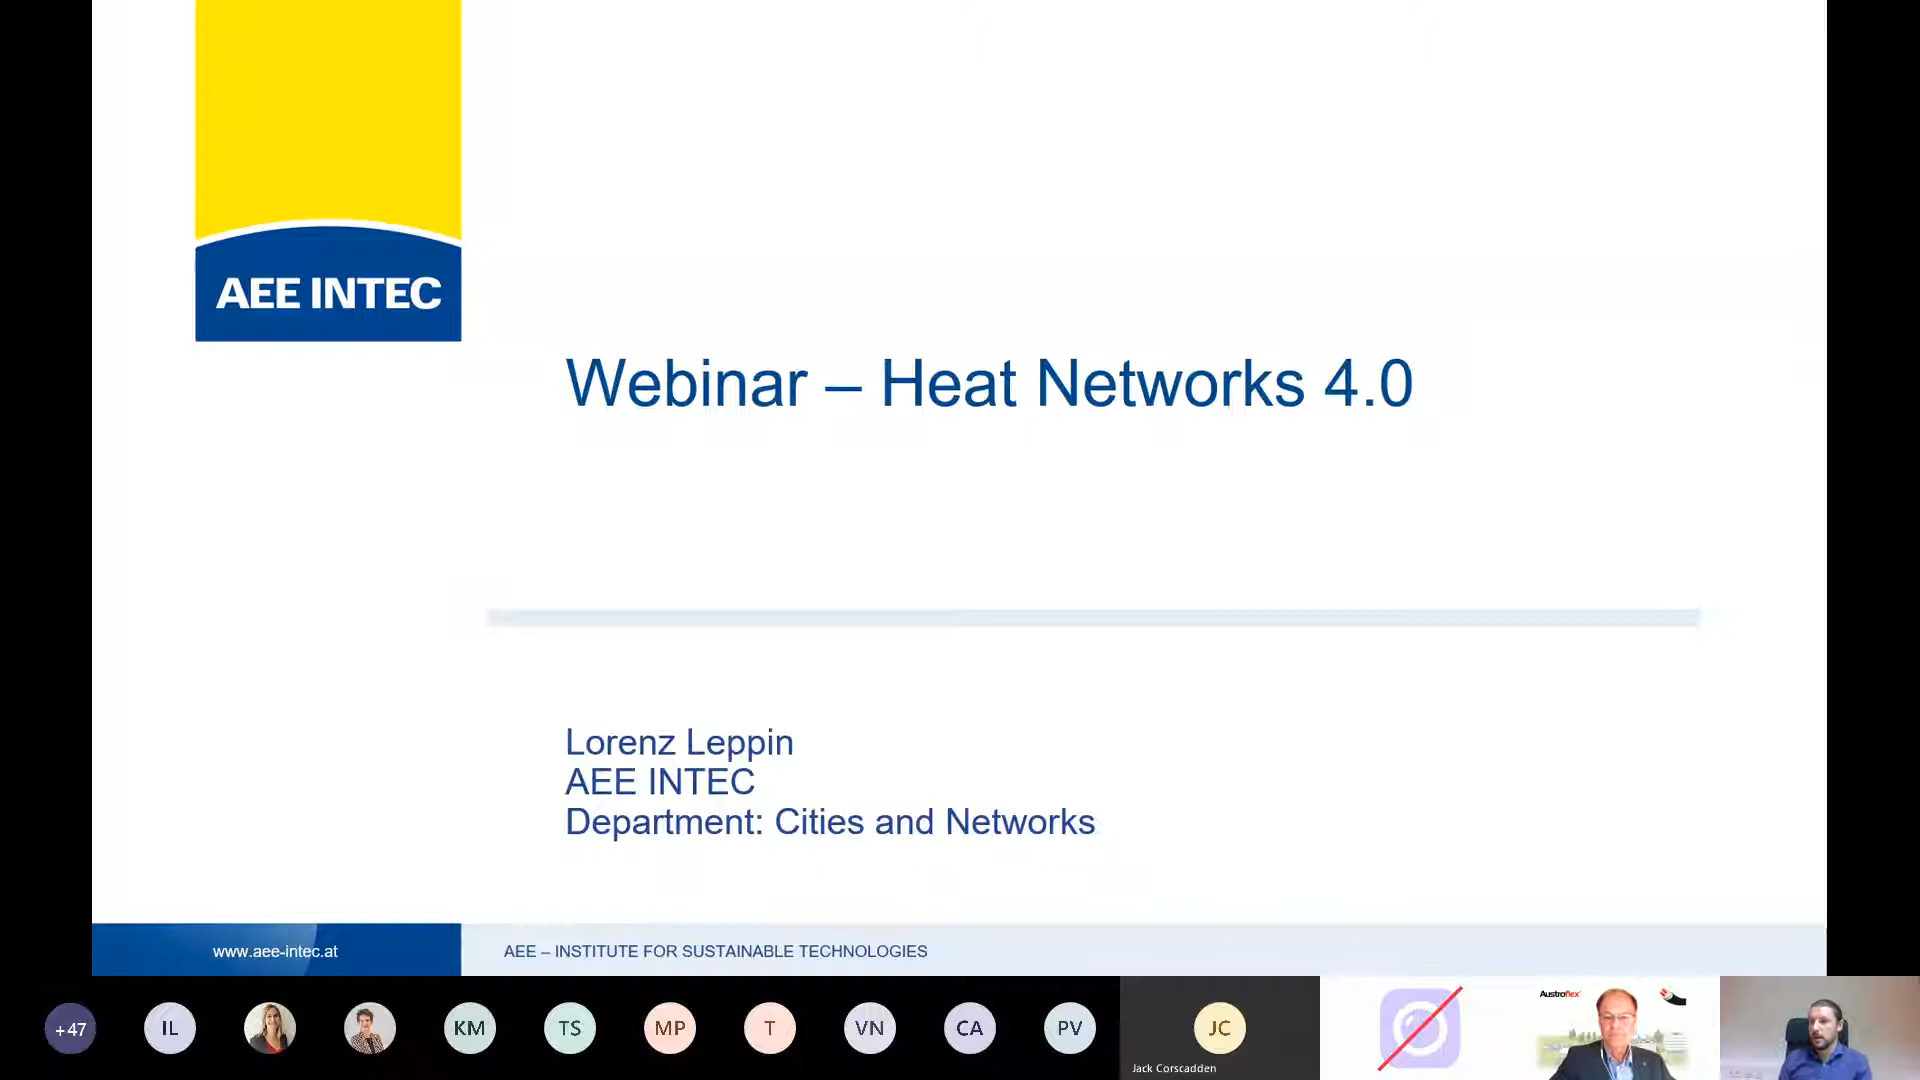 AEE INTEC
Webinar – Heat Networks 4.0
Lorenz Leppin
AEE INTEC
Department: Cities and Networks
www.aee-intec.at
AEE – INSTITUTE FOR SUSTAINABLE TECHNOLOGIES
+47
IL
KM
TS
MP
T
VN
CA
PV
JC
Jack Corscadden
Austroflex